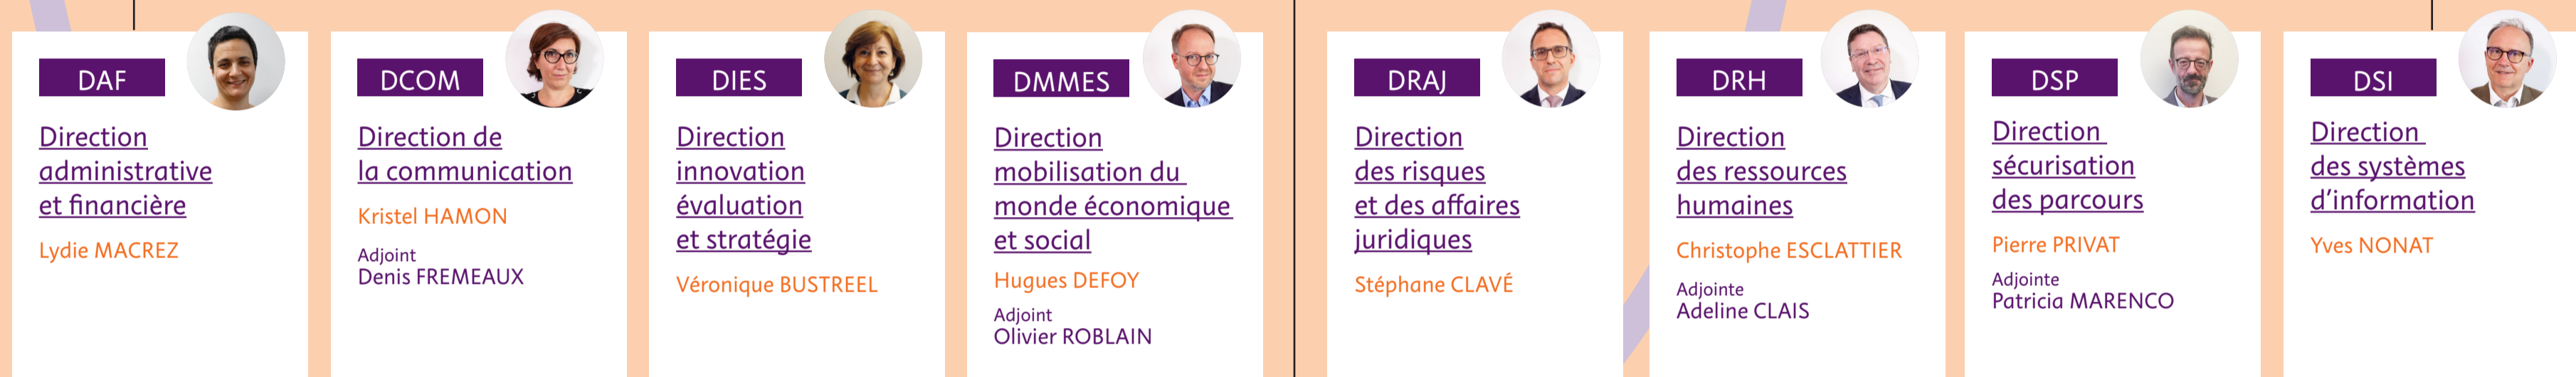 DAF
Direction
administrative
et financière
Lydie MACREZ
DCOM
Direction de
la communication
Kristel HAMON
Adjoint
Denis FREMEAUX
DIES
Direction
innovation
évaluation
et stratégie
Véronique BUSTREEL
DMMES
Direction
mobilisation du
monde économique
et social
Hugues DEFOY
Adjoint
Olivier ROBLAIN
DRAJ
Direction
des risques
et des affaires
juridiques
Stéphane CLAVÉ
DRH
Direction
des ressources
humaines
Christophe ESCLATTIER
Adjointe
Adeline CLAIS
DSP
Direction
sécurisation
des parcours
Pierre PRIVAT
Adjointe
Patricia MARENCO
DSI
Direction
des systèmes
d’information
Yves NONAT